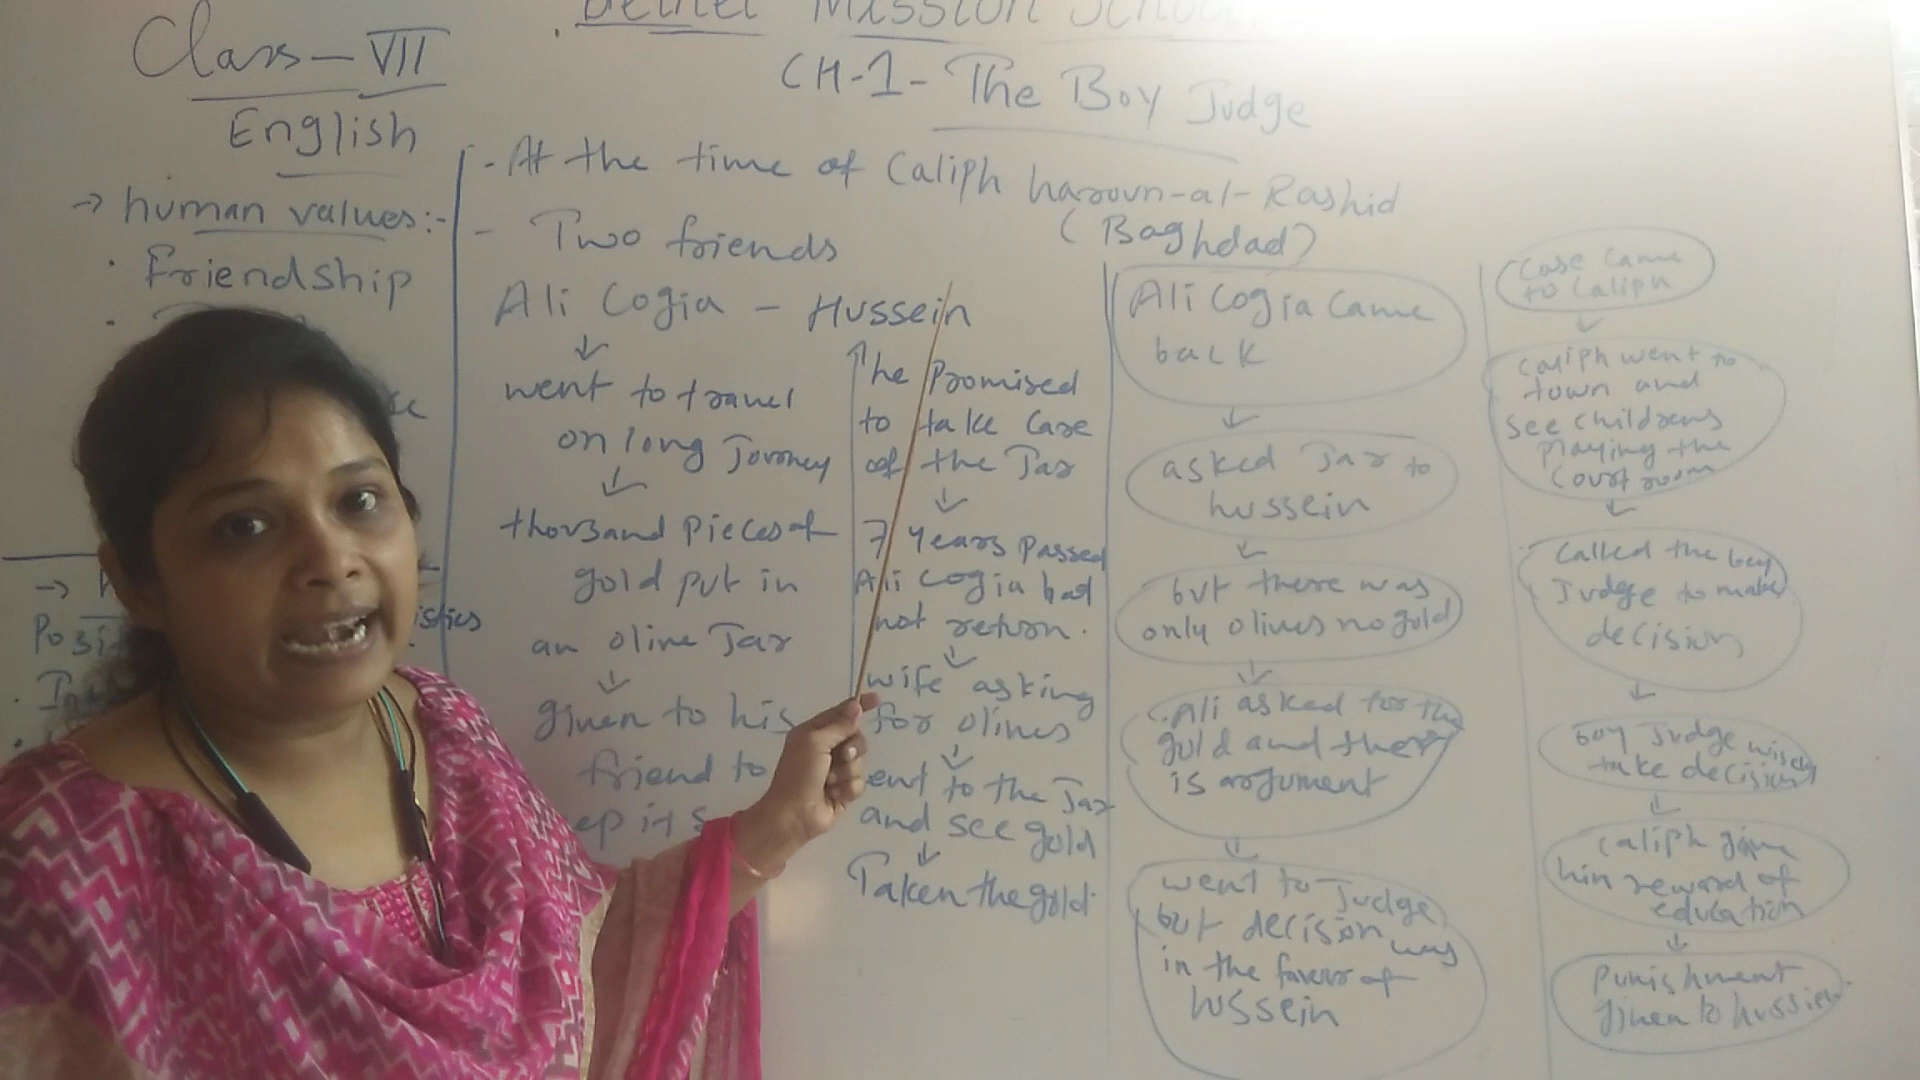 Bethel Mission School
Class-VII
English
CH-1- The Boy Judge
→ human values:-
· Friendship
- At the time of Caliph haroun-al-Rashid
(Baghdad)
- Two friends
Ali Cogia - Hussein
went to travel
on long Journey
thousand pieces of
gold put in
an olive Jar
given to his
friend to
he promised
to take care
of the Jar
7 years passed
Ali Cogia had
not return.
wife asking
for olives
to the Jar
and see gold
Taken the gold.
Ali Cogia came
back
asked Jar to
hussein
but there was
only olives no gold
Ali asked for the
gold and there
is argument
went to Judge
but decision was
in the favour of
hussein
Case came
to Caliph
Caliph went to
town and
see childrens
playing the
court room
called the boy
Judge to make
decision
boy Judge wisely
take decision
caliph given
him reward of
education
Punishment
given to hussien.